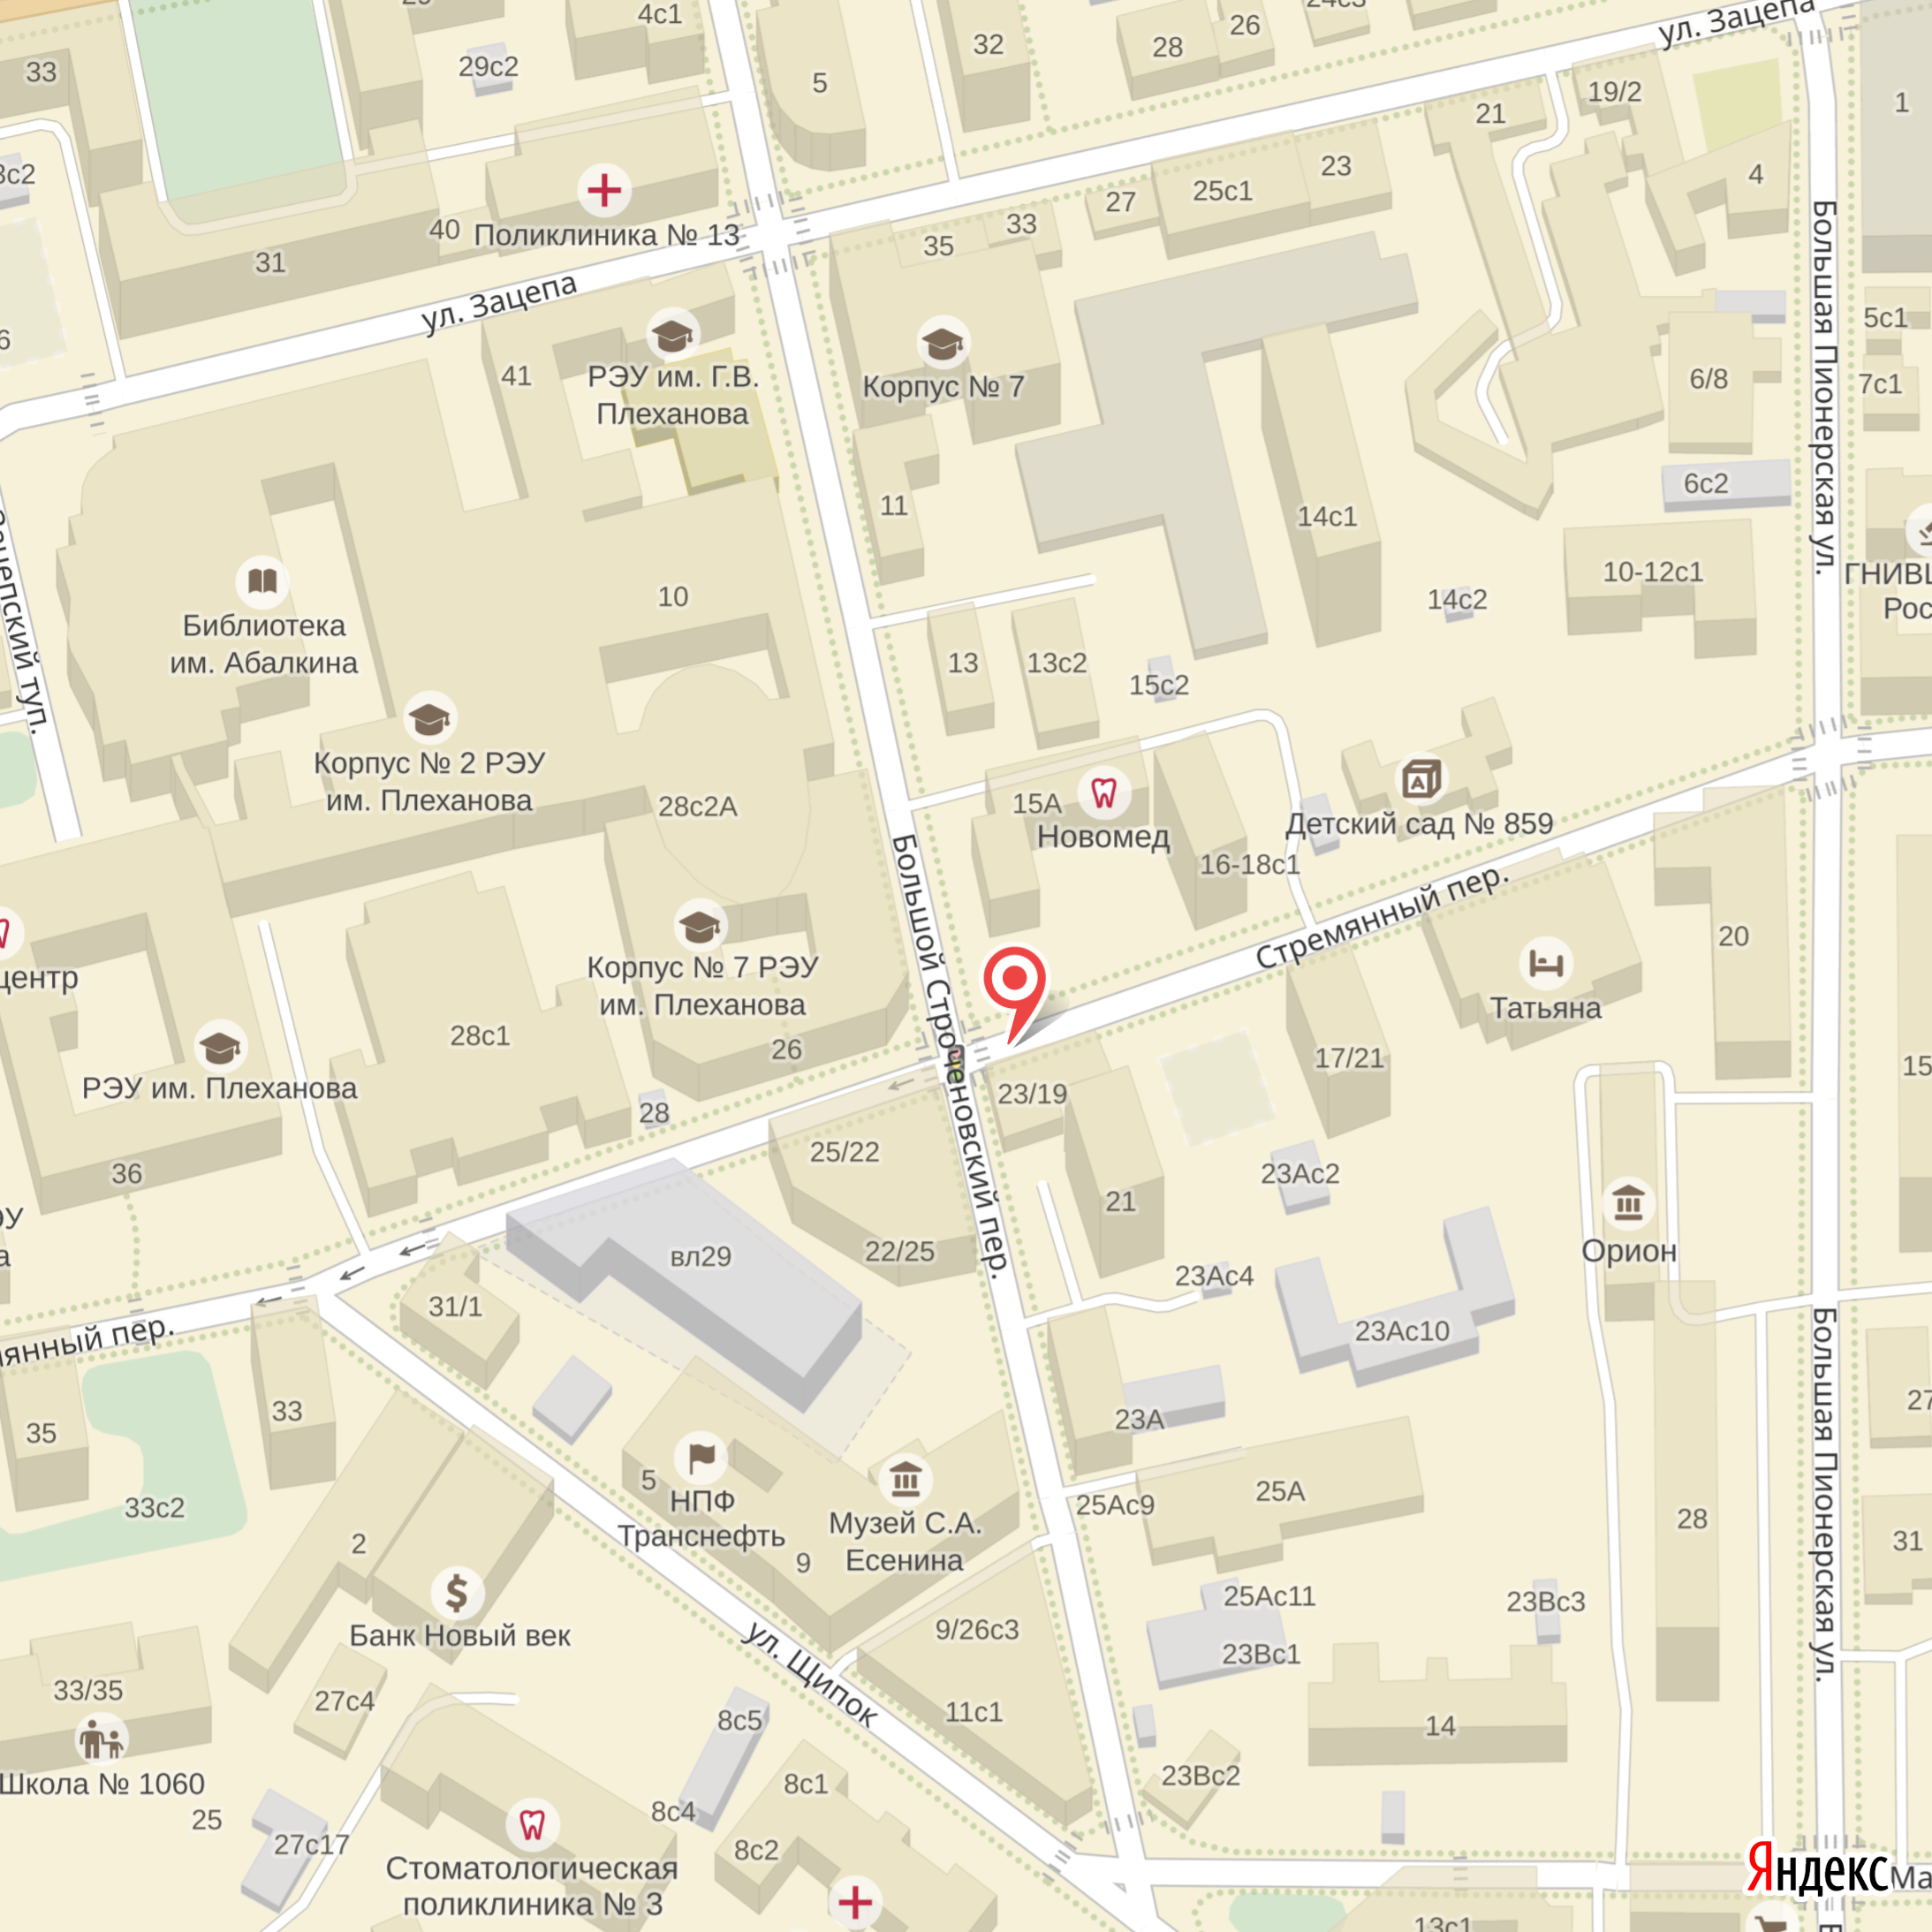 4с1
32
28
26
ул. Зацепа
33
29с2
5
19/2
1
21
4
23
25с1
27
33
35
40
Поликлиника № 13
31
ул. Зацепа
Большая Пионерская ул.
5с1
41
РЭУ им. Г.В.
Плеханова
Корпус № 7
6/8
7с1
11
14с1
6с2
10-12с1
14с2
Библиотека
им. Абалкина
10
13
13с2
15с2
Корпус № 2 РЭУ
им. Плеханова
28с2А
15А
Новомед
Детский сад № 859
16-18с1
Большой Строченовский пер.
Стремянный пер.
20
Корпус № 7 РЭУ
им. Плеханова
Татьяна
28с1
26
17/21
РЭУ им. Плеханова
28
23/19
36
25/22
23Ас2
21
22/25
вл29
Орион
23Ас4
31/1
23Ас10
Большая Пионерская ул.
33
35
23А
33с2
5
НПФ
Транснефть
Музей С.А.
Есенина
25Ас9
25А
28
31
2
9
Банк Новый век
9/26с3
25Ас11
23Вс3
23Вс1
ул. Щипок
33/35
27с4
8с5
11с1
14
Школа № 1060
25
27с17
8с1
8с4
8с2
23Вс2
Стоматологическая
поликлиника № 3
Яндекс
13с1